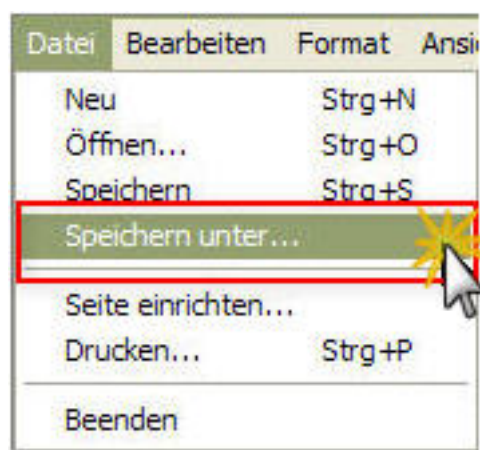 Datei Bearbeiten Format
Neu Strg+N
Öffnen... Strg+O
Speichern Strg+S
Speichern unter...
Seite einrichten...
Drucken... Strg+P
Beenden